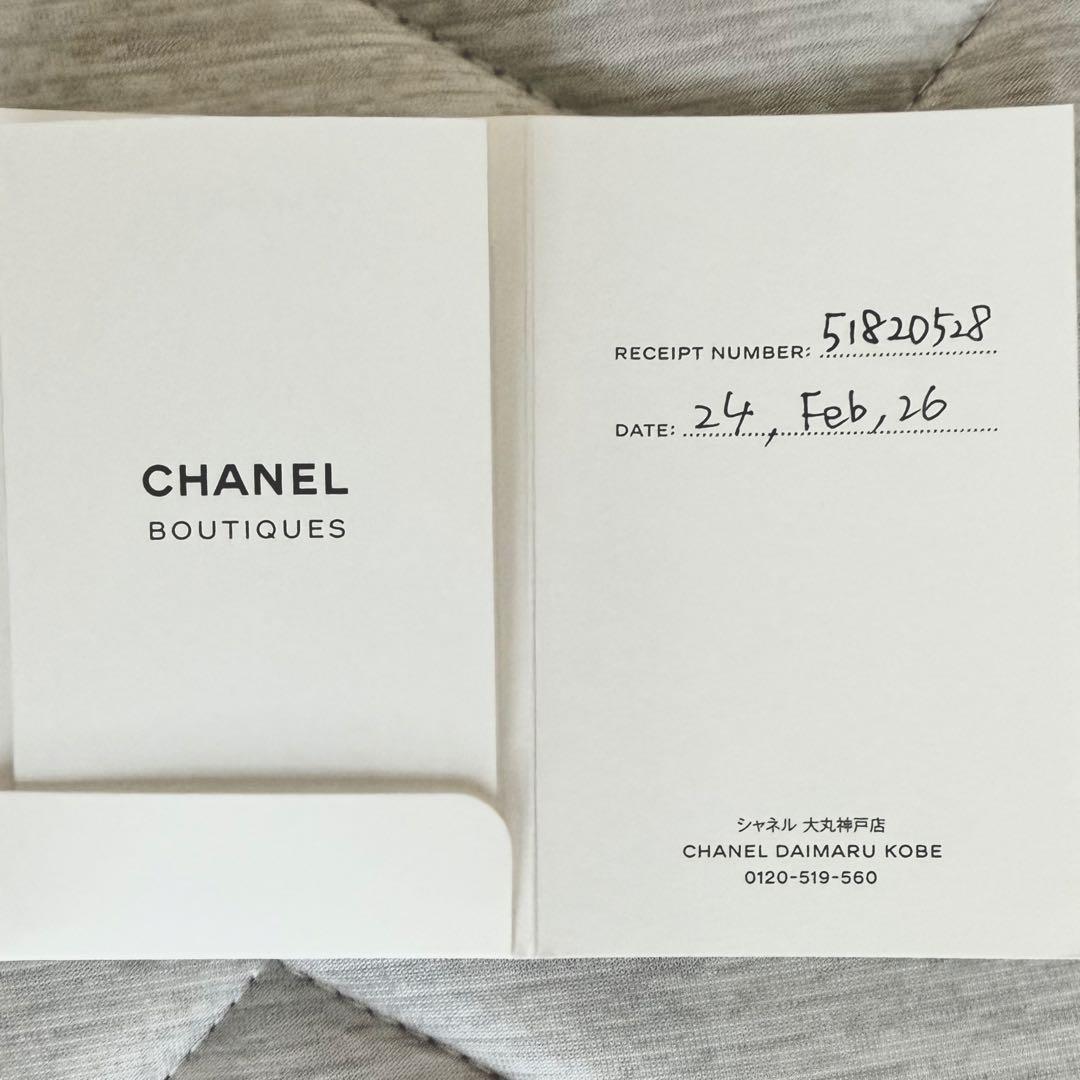 CHANEL
BOUTIQUES
RECEIPT NUMBER: 51820528
DATE: 24, Feb, 26
シャネル 大丸神戸店
CHANEL DAIMARU KOBE
0120-519-560